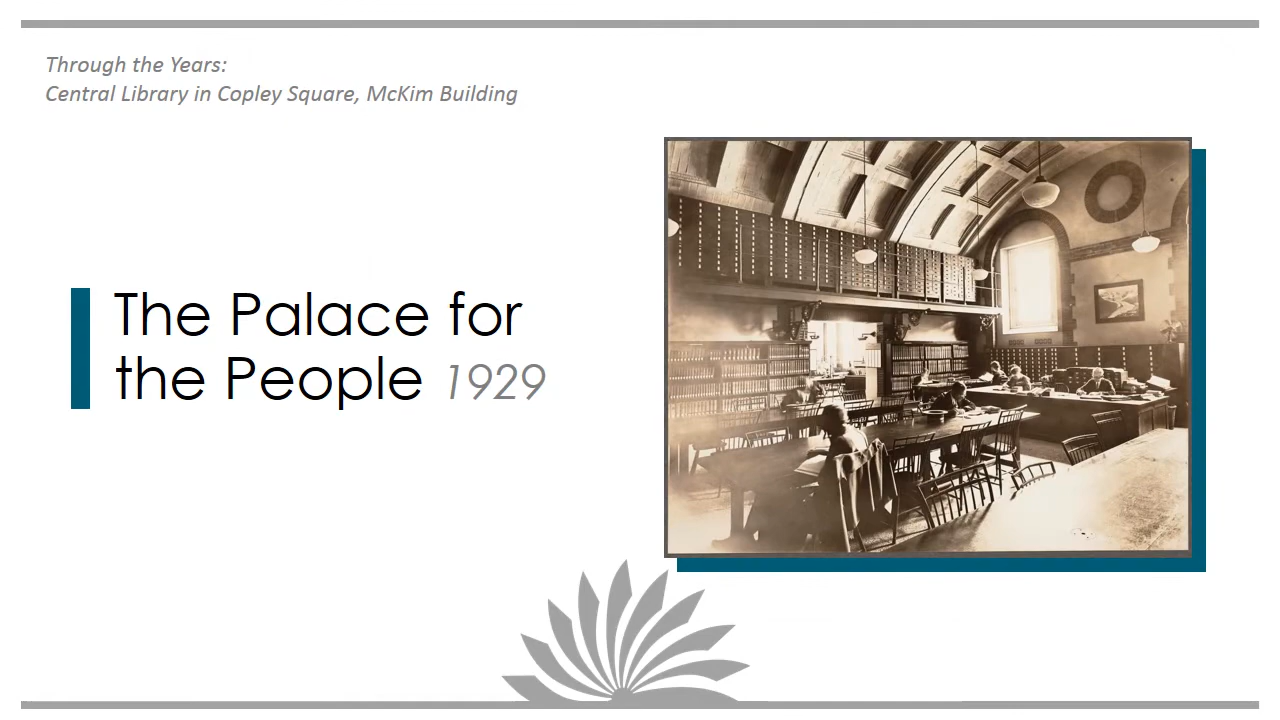 Through the Years:
Central Library in Copley Square, McKim Building
The Palace for
the People 1929